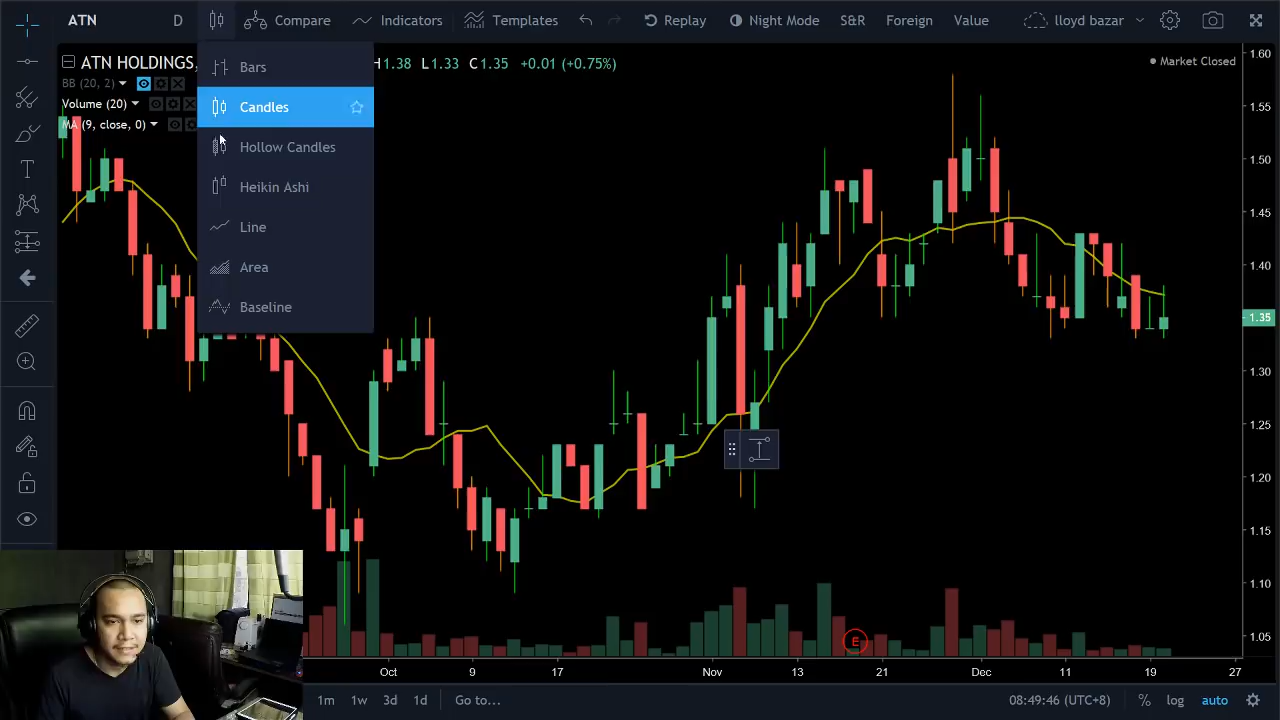 ATN D Compare Indicators Templates Replay Night Mode S&R Foreign Value lloyd bazar
ATN HOLDINGS, H1.38 L1.33 C1.35 +0.01 (+0.75%)
Market Closed
BB (20, 2)
Volume (20)
MA (9, close, 0)
Bars
Candles
Hollow Candles
Heikin Ashi
Line
Area
Baseline
1.60
1.55
1.50
1.45
1.40
1.35
1.30
1.25
1.20
1.15
1.10
1.05
E
Oct 9 17 Nov 13 21 Dec 11 19 27
1m 1w 3d 1d Go to... 08:49:46 (UTC+8) % log auto